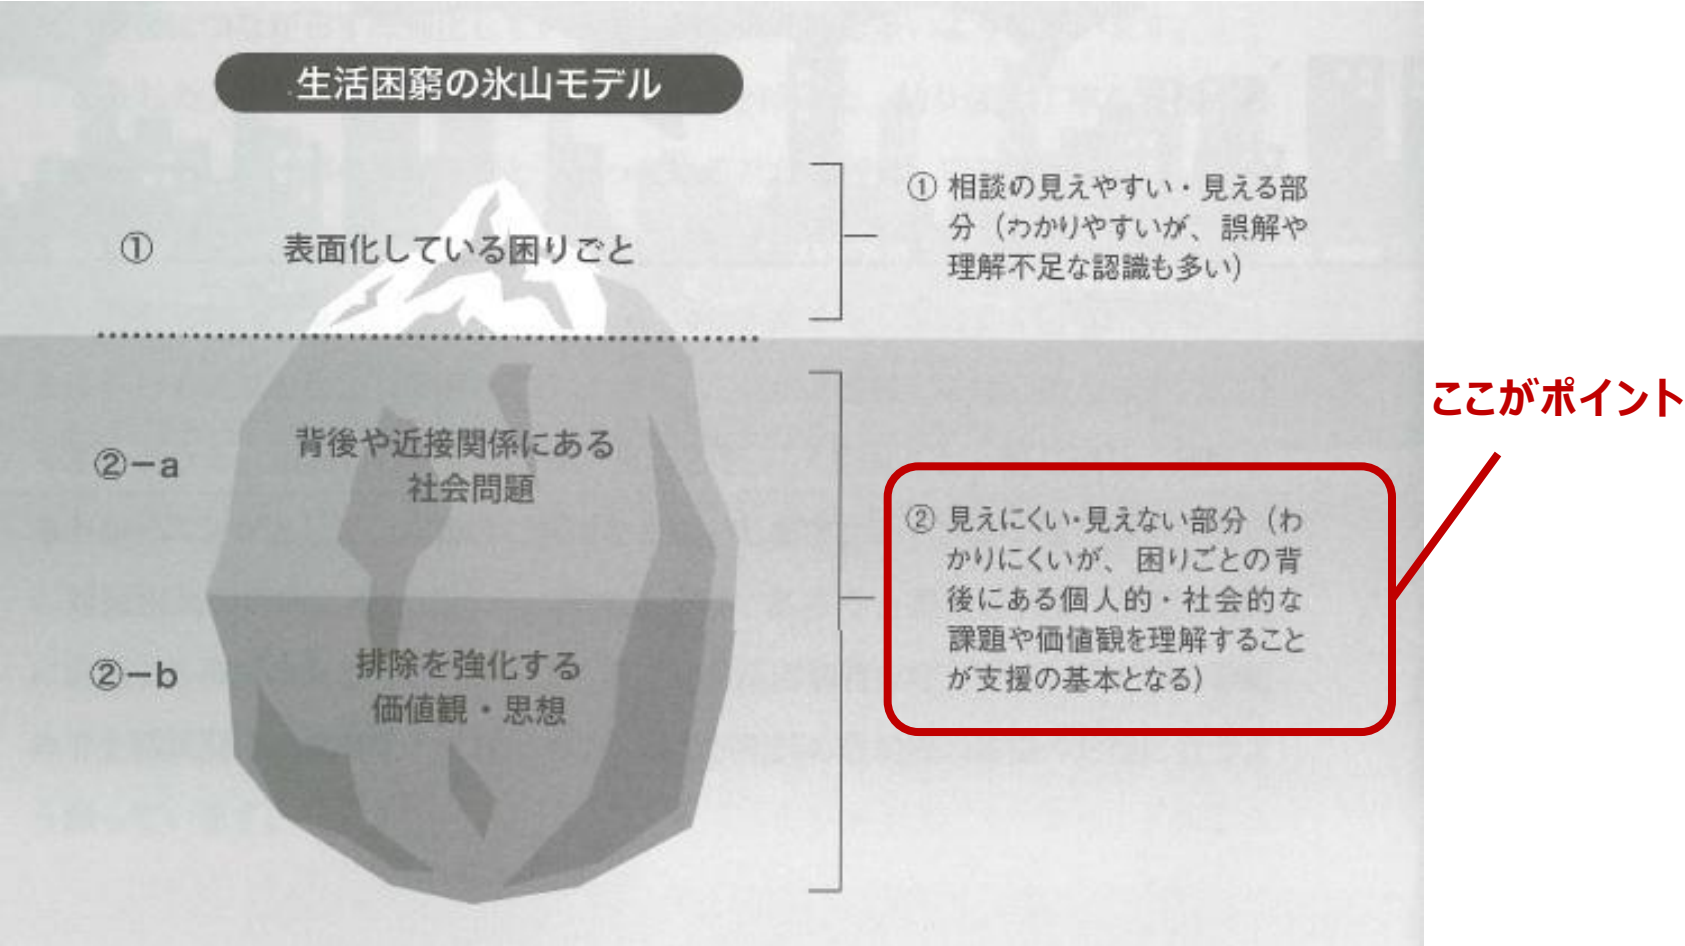 生活困窮の氷山モデル
①
表面化している困りごと
① 相談の見えやすい・見える部
分（わかりやすいが、誤解や
理解不足な認識も多い）
②－a
背後や近接関係にある
社会問題
②－b
排除を強化する
価値観・思想
② 見えにくい・見えない部分（わ
かりにくいが、困りごとの背
後にある個人的・社会的な
課題や価値観を理解すること
が支援の基本となる）
ここがポイント